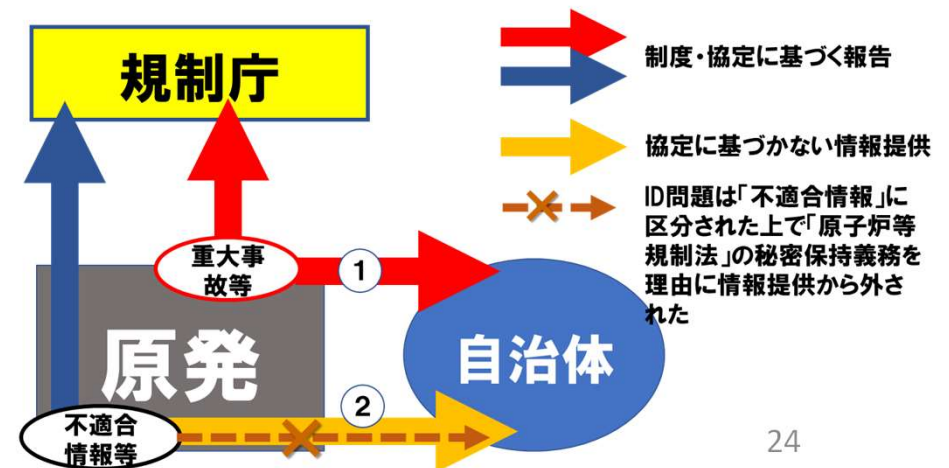 規制庁
制度・協定に基づく報告
協定に基づかない情報提供
ID問題は「不適合情報」に
区分された上で「原子炉等
規制法」の秘密保持義務を
理由に情報提供から外さ
れた
重大事
故等
1
原発
自治体
2
不適合
情報等
24